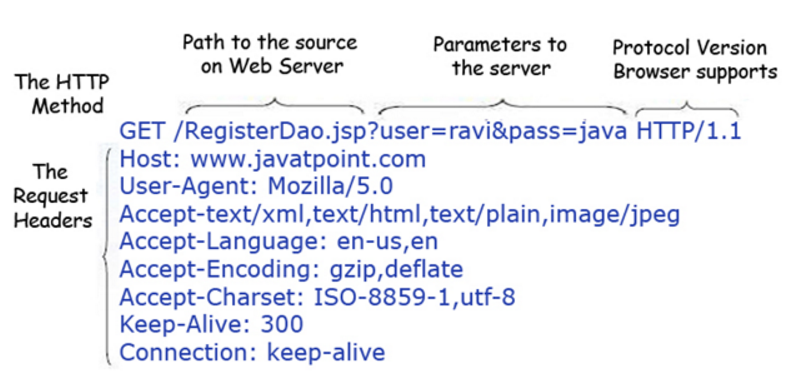 Path to the source
on Web Server
Parameters to
the server
Protocol Version
Browser supports
The HTTP
Method
GET /RegisterDao.jsp?user=ravi&pass=java HTTP/1.1
The
Request
Headers
Host: www.javatpoint.com
User-Agent: Mozilla/5.0
Accept-text/xml,text/html,text/plain,image/jpeg
Accept-Language: en-us,en
Accept-Encoding: gzip,deflate
Accept-Charset: ISO-8859-1,utf-8
Keep-Alive: 300
Connection: keep-alive